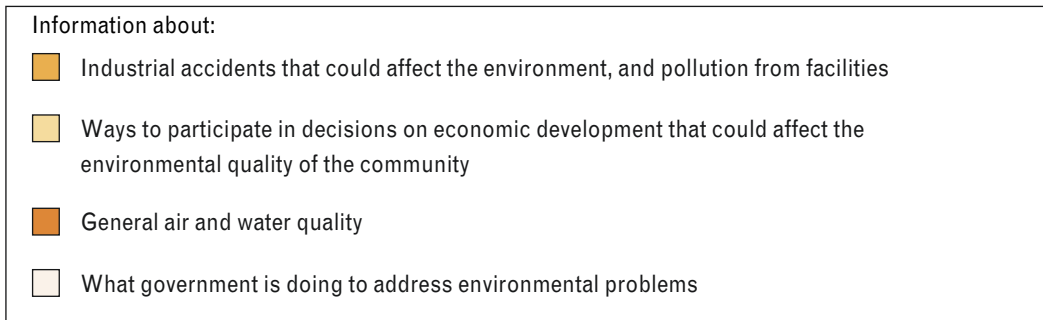 Information about:
Industrial accidents that could affect the environment, and pollution from facilities
Ways to participate in decisions on economic development that could affect the
environmental quality of the community
General air and water quality
What government is doing to address environmental problems